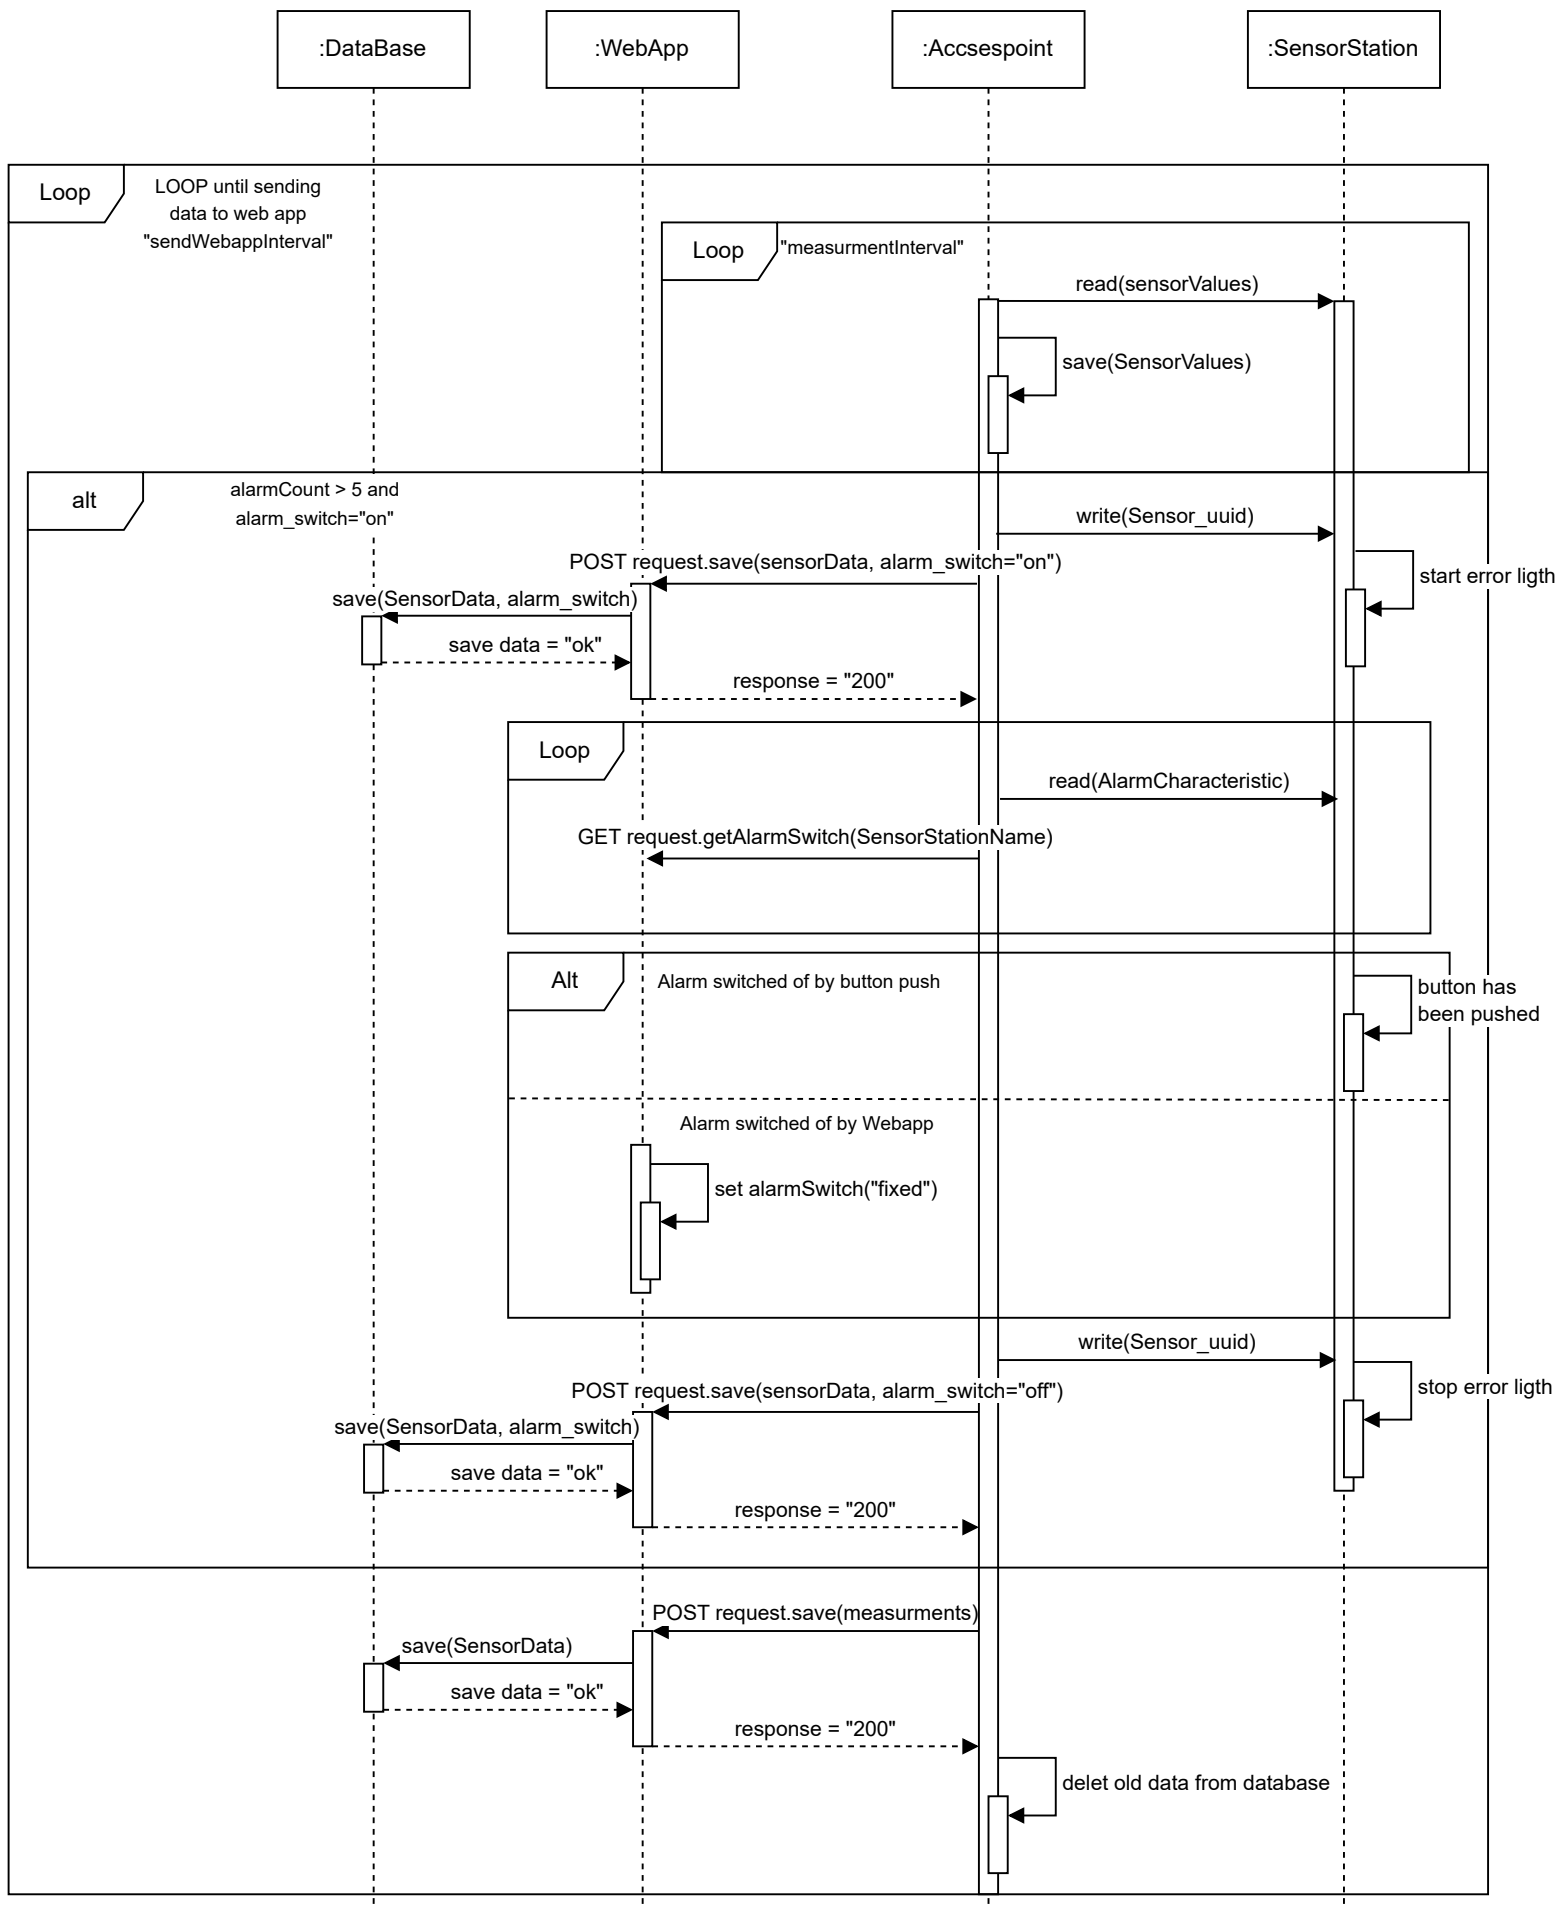 :DataBase
:WebApp
:Accsespoint
:SensorStation
Loop
LOOP until sending
data to web app
"sendWebappInterval"
Loop
"measurmentInterval"
read(sensorValues)
save(SensorValues)
alt
alarmCount > 5 and
alarm_switch="on"
write(Sensor_uuid)
POST request.save(sensorData, alarm_switch="on")
start error ligth
save(SensorData, alarm_switch)
save data = "ok"
response = "200"
Loop
read(AlarmCharacteristic)
GET request.getAlarmSwitch(SensorStationName)
Alt
Alarm switched of by button push
button has
been pushed
Alarm switched of by Webapp
set alarmSwitch("fixed")
write(Sensor_uuid)
POST request.save(sensorData, alarm_switch="off")
stop error ligth
save(SensorData, alarm_switch)
save data = "ok"
response = "200"
POST request.save(measurments)
save(SensorData)
save data = "ok"
response = "200"
delet old data from database